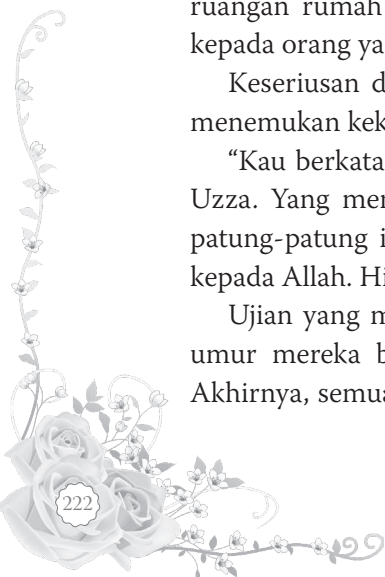 ruangan rumah
kepada orang ya
Keseriusan d
menemukan kek
“Kau berkata
Uzza. Yang mer
patung-patung i
kepada Allah. Hi
Ujian yang m
umur mereka b
Akhirnya, semua
222